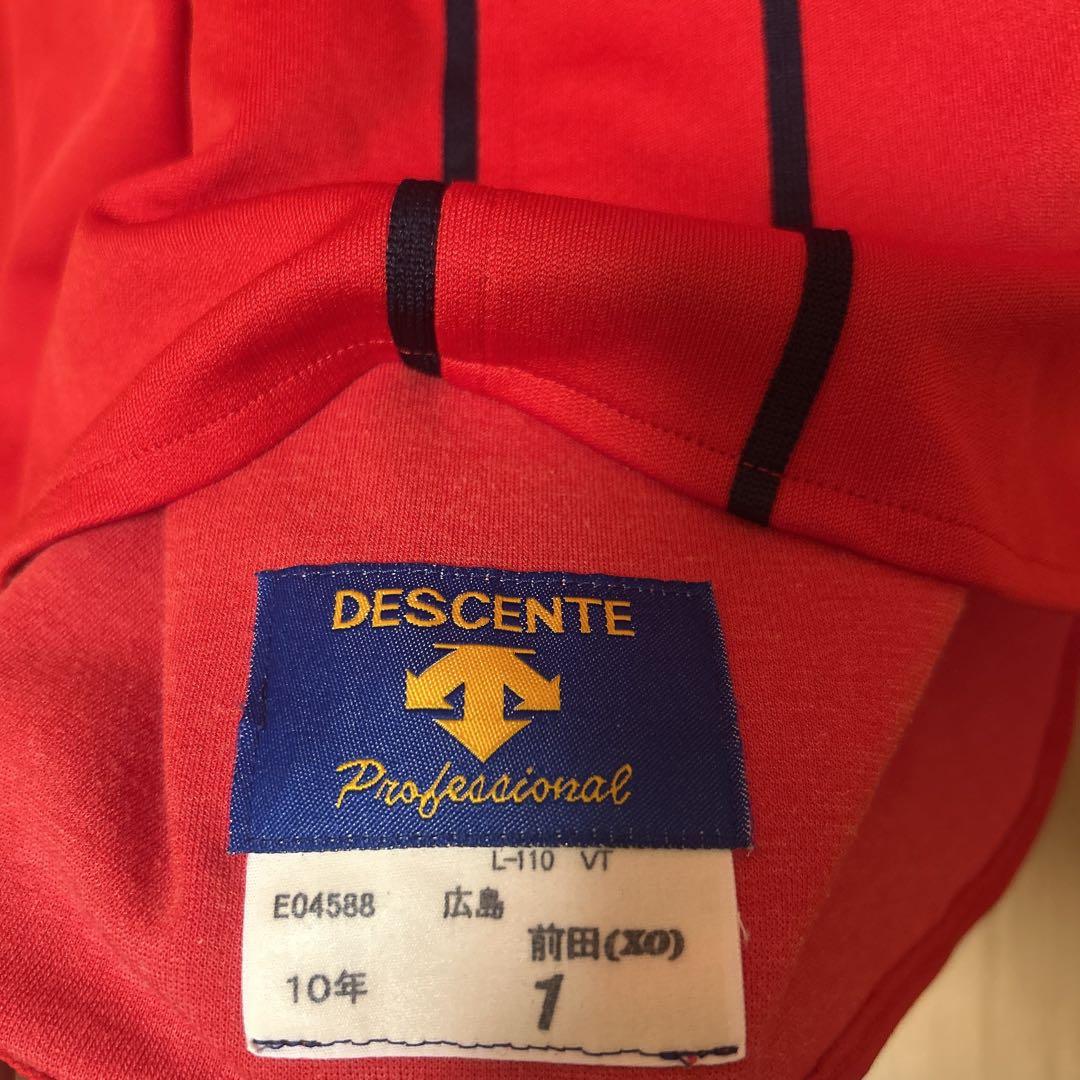 DESCENTE
Professional
L-110 VT
E04588 広島
前田(XO)
10年
1